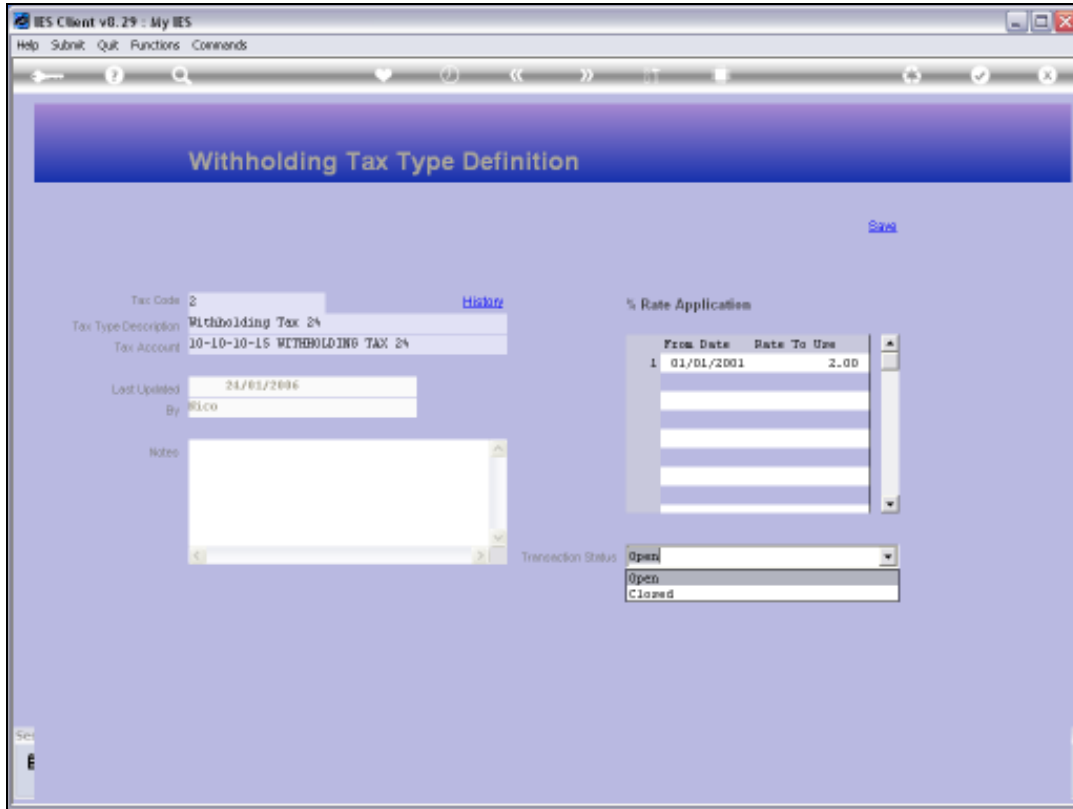 IES Client v8.29 : My IES
Help Submit Quit Functions Commands
Withholding Tax Type Definition
Save
Tax Code 2 History
Tax Type Description Withholding Tax 2%
Tax Account 10-10-10-15 WITHHOLDING TAX 2%
Last Updated 24/01/2006
By Nico
Notes
% Rate Application
From Date Rate To Use
1 01/01/2001 2.00
Transaction Status Open
Open
Closed